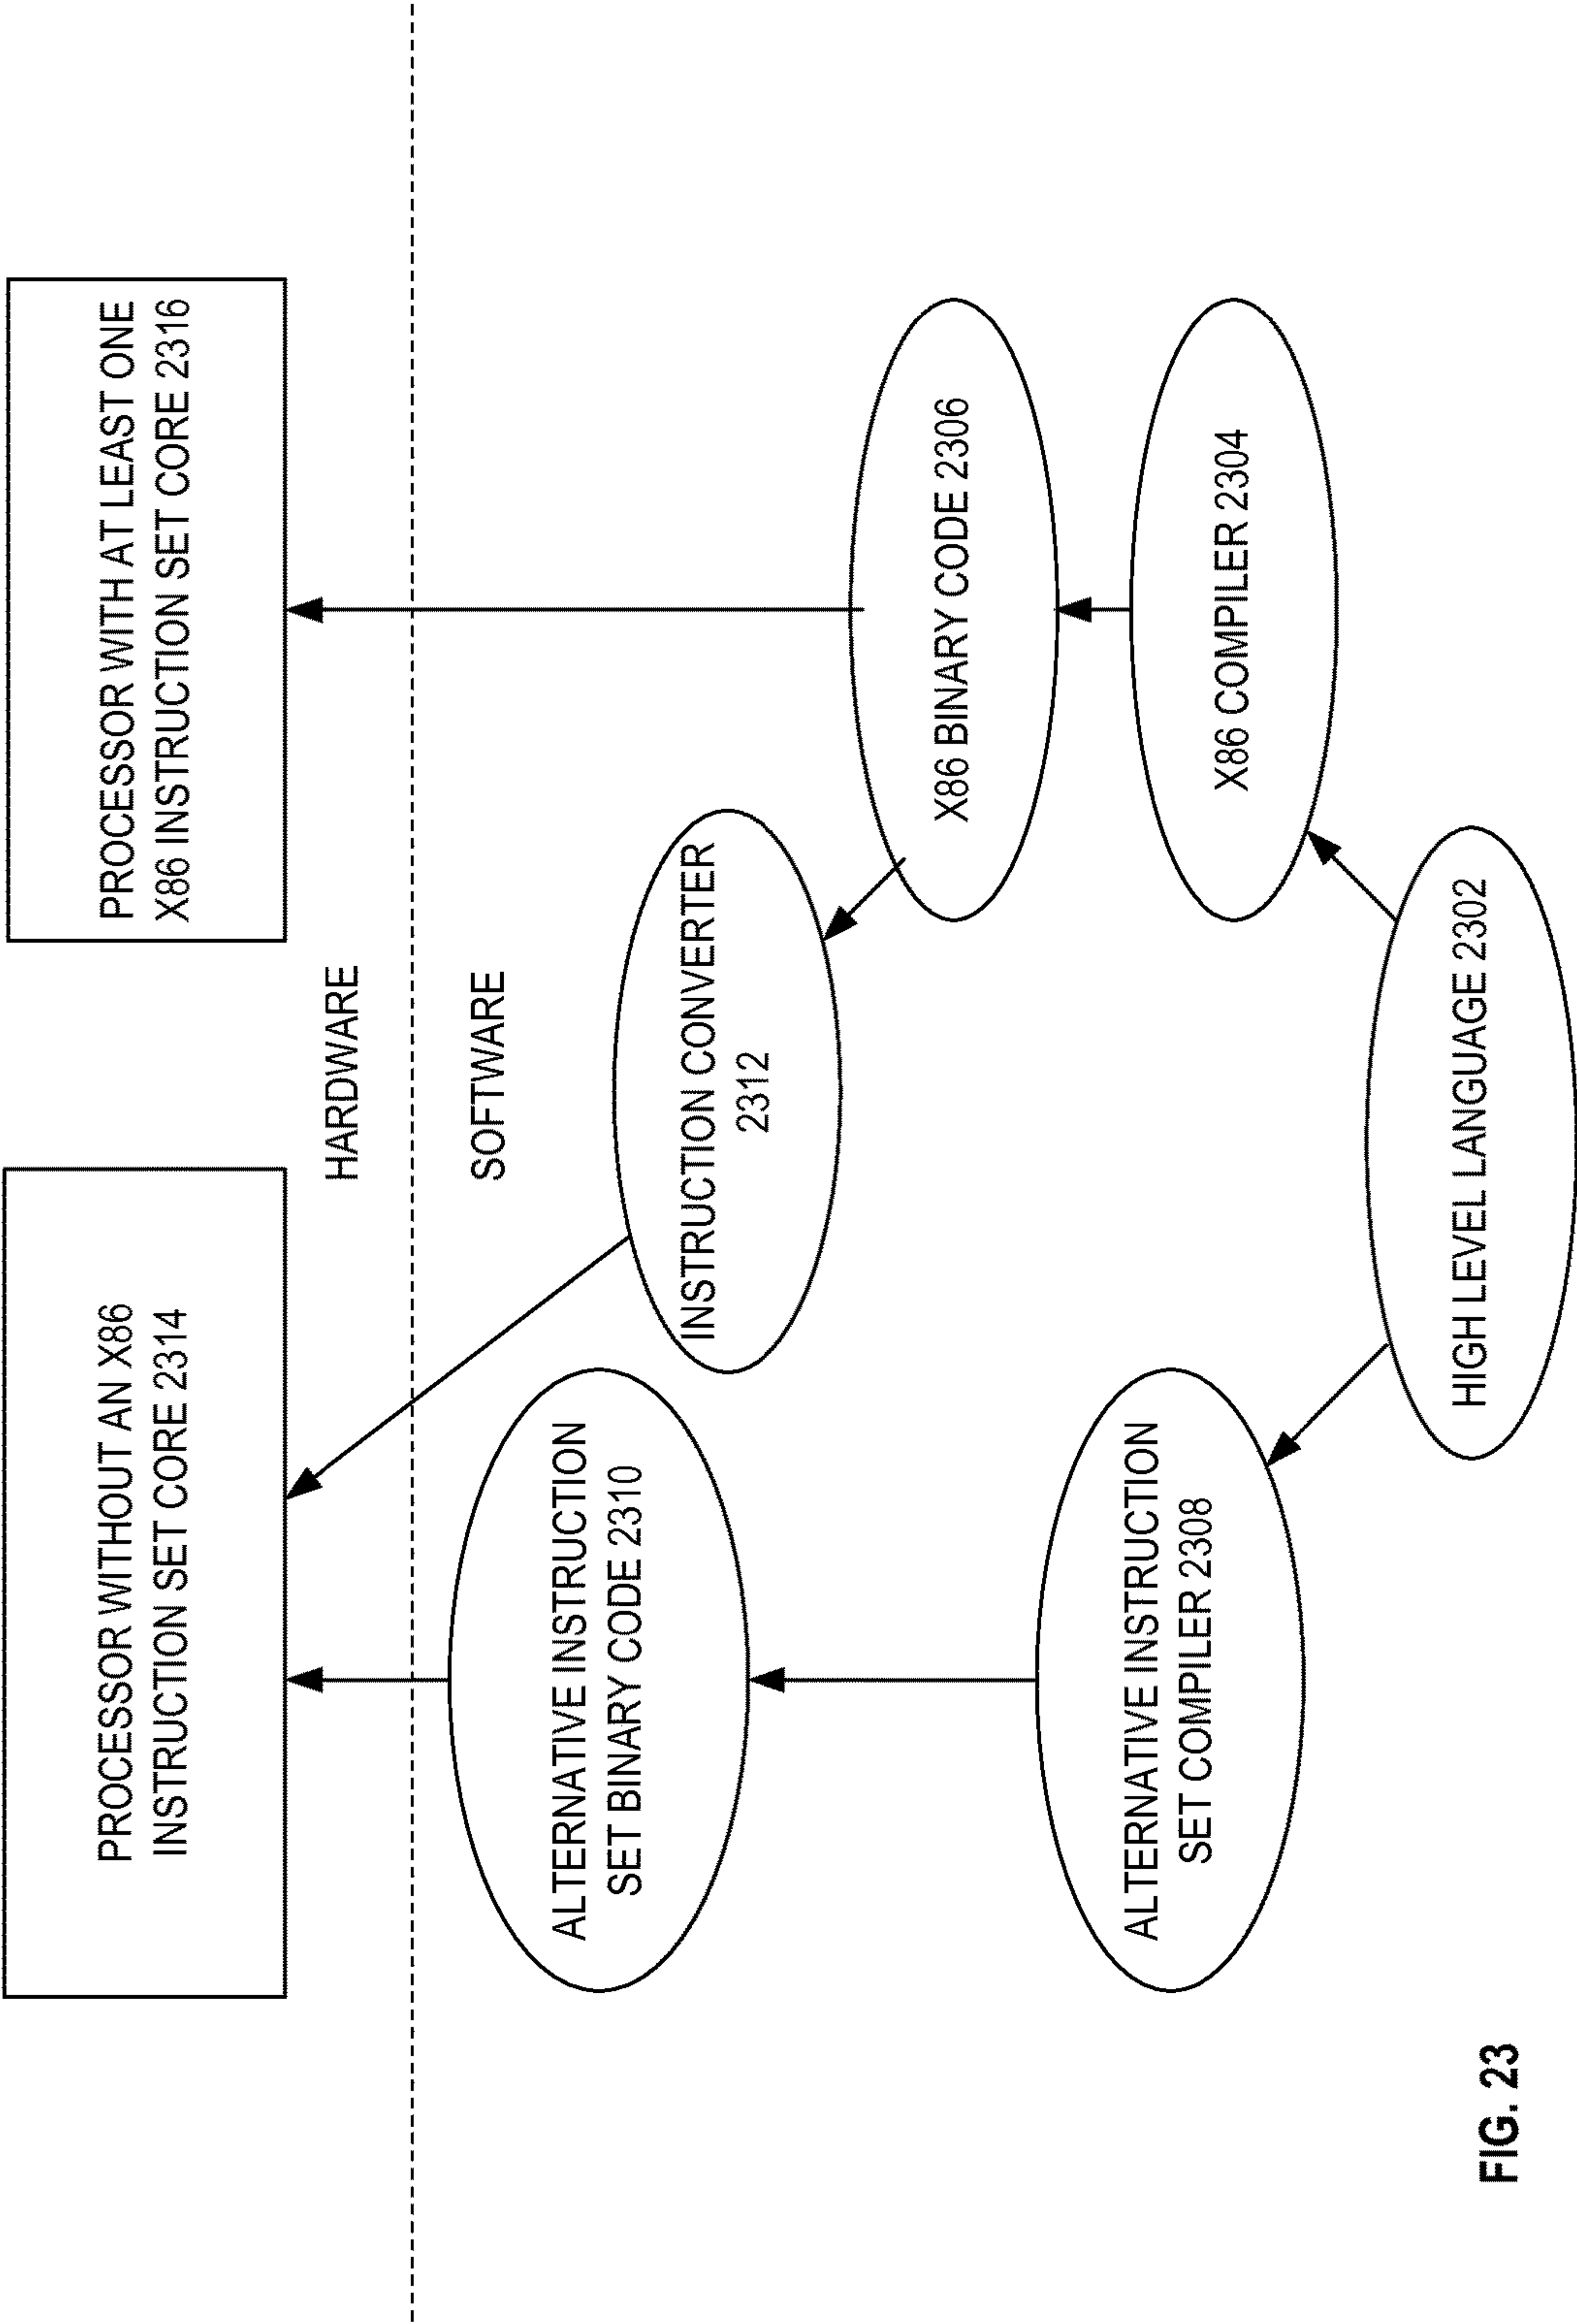 PROCESSOR WITHOUT AN X86
INSTRUCTION SET CORE 2314
PROCESSOR WITH AT LEAST ONE
X86 INSTRUCTION SET CORE 2316
HARDWARE
SOFTWARE
ALTERNATIVE INSTRUCTION
SET BINARY CODE 2310
INSTRUCTION CONVERTER
2312
X86 BINARY CODE 2306
ALTERNATIVE INSTRUCTION
SET COMPILER 2308
X86 COMPILER 2304
HIGH LEVEL LANGUAGE 2302
FIG. 23